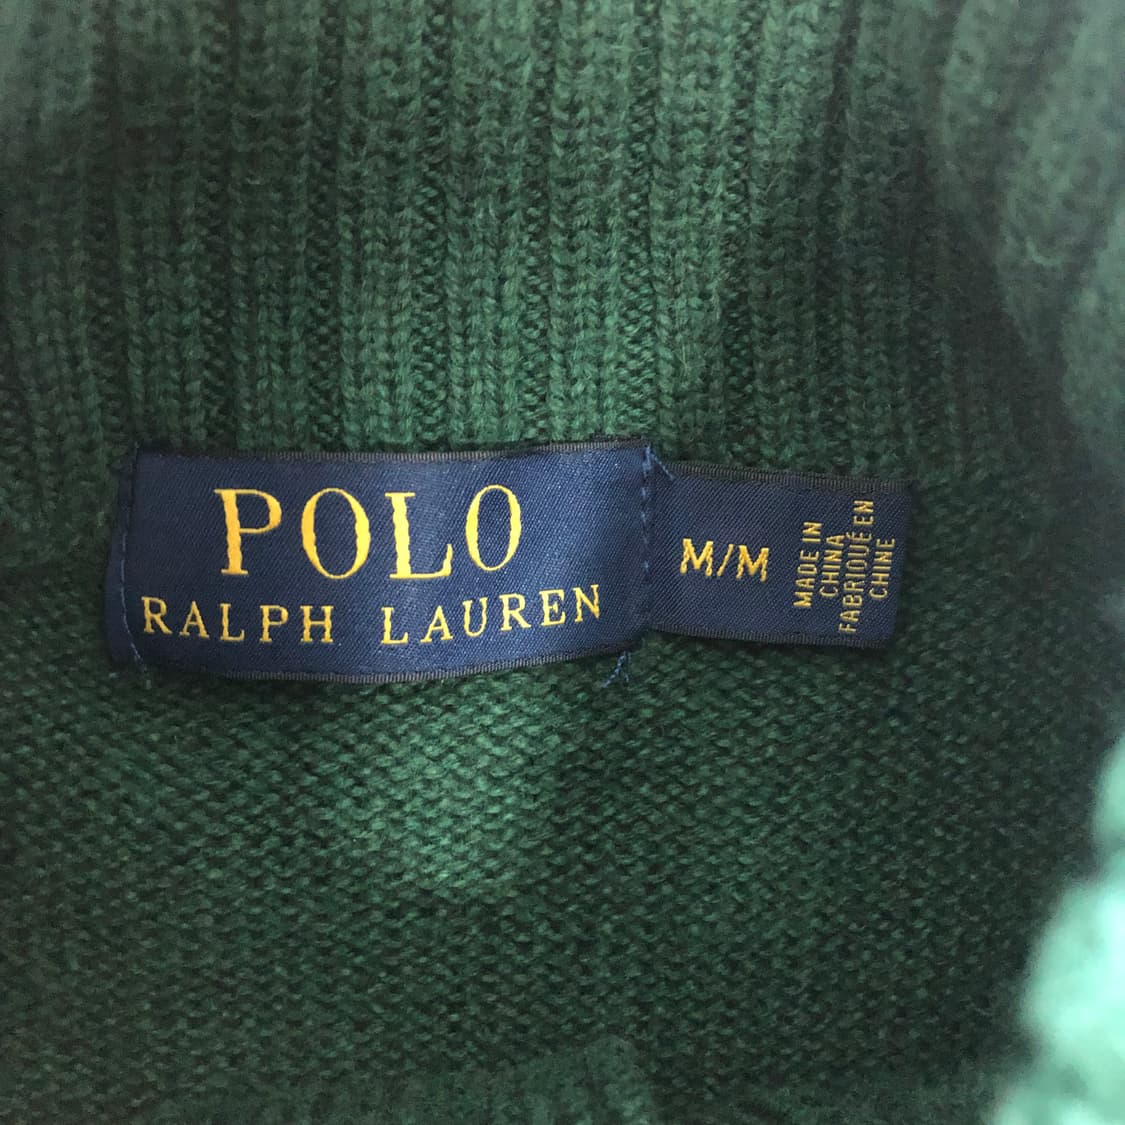 POLO
RALPH LAUREN
M/M
MADE IN
CHINA
FABRIQUÉ EN
CHINE